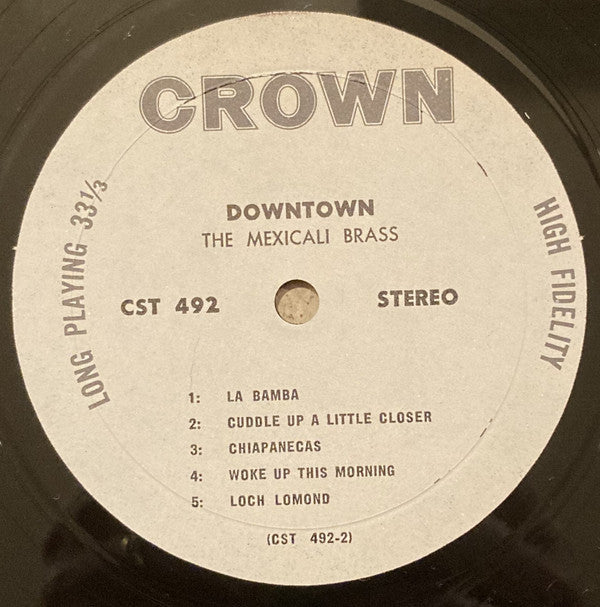 CROWN
LONG PLAYING 33⅓
HIGH FIDELITY
DOWNTOWN
THE MEXICALI BRASS
CST 492
STEREO
1: LA BAMBA
2: CUDDLE UP A LITTLE CLOSER
3: CHIAPANECAS
4: WOKE UP THIS MORNING
5: LOCH LOMOND
(CST 492-2)